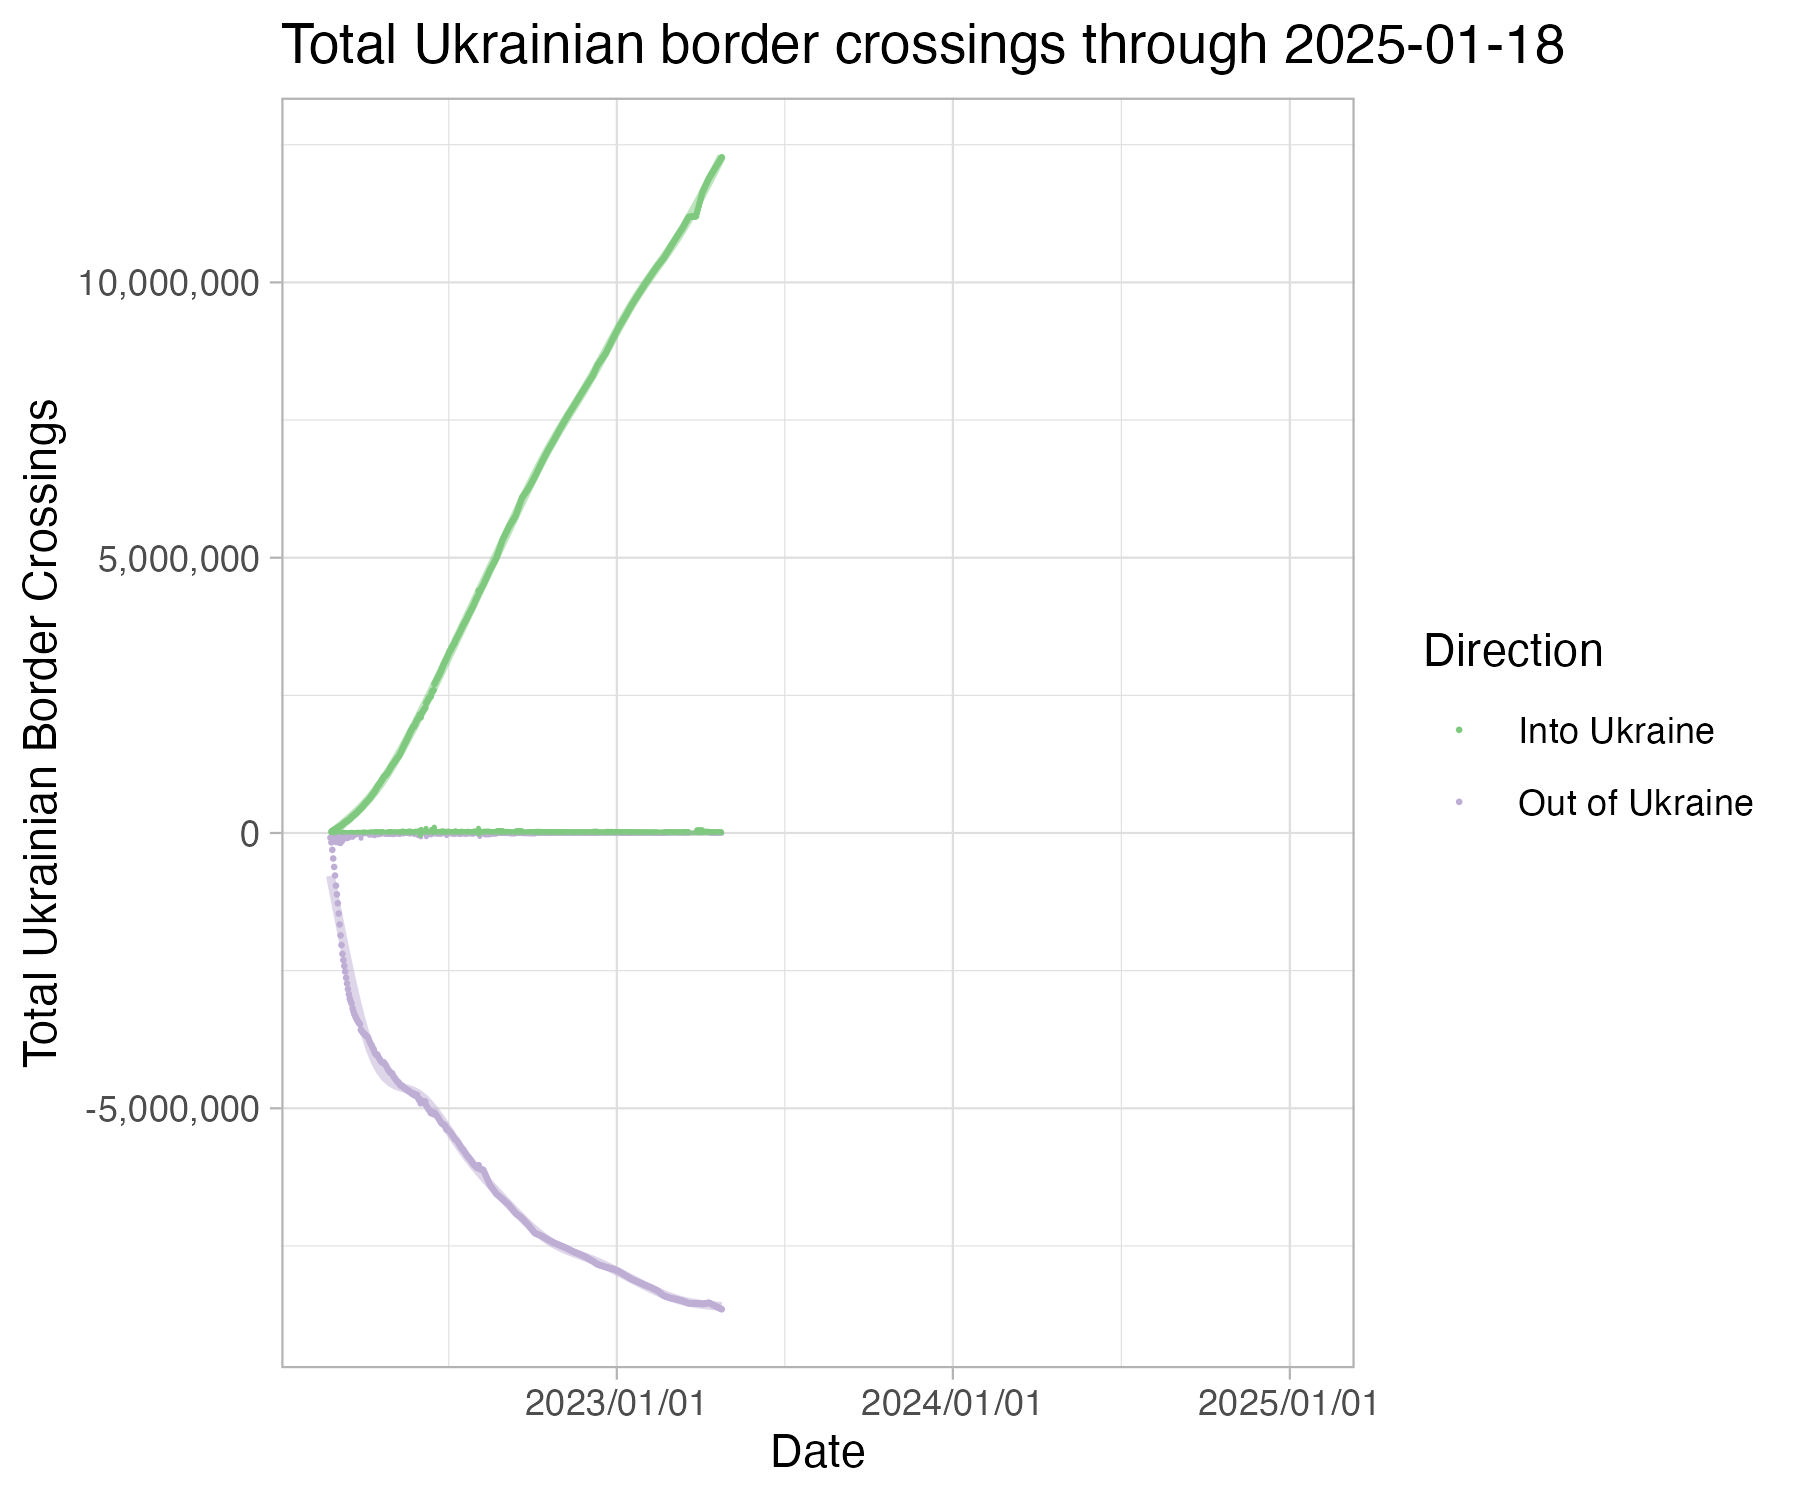 Total Ukrainian border crossings through 2025-01-18
Total Ukrainian Border Crossings
10,000,000
5,000,000
0
-5,000,000
2023/01/01
2024/01/01
2025/01/01
Date
Direction
Into Ukraine
Out of Ukraine